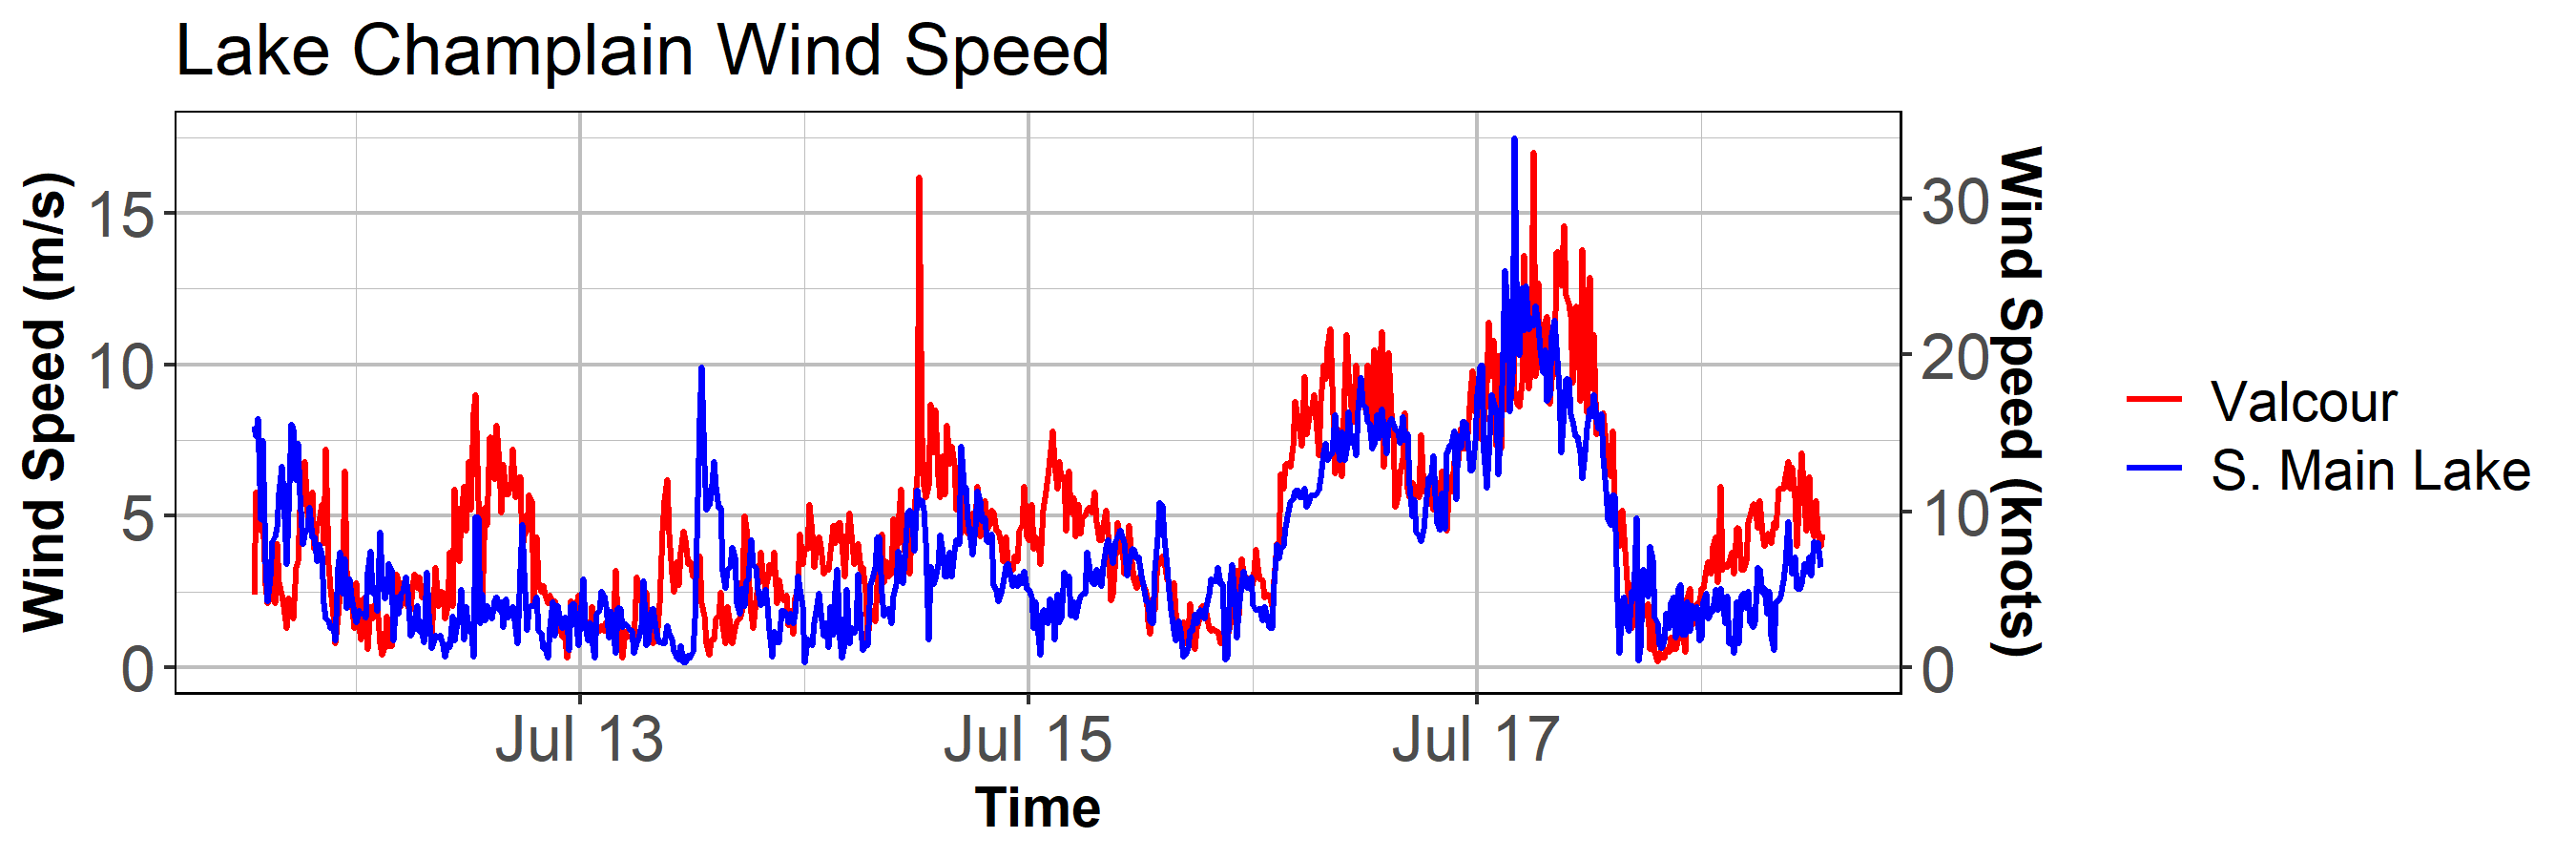 Lake Champlain Wind Speed
Wind Speed (m/s)
15
10
5
0
30
20
10
0
Wind Speed (knots)
Jul 13
Jul 15
Jul 17
Time
Valcour
S. Main Lake